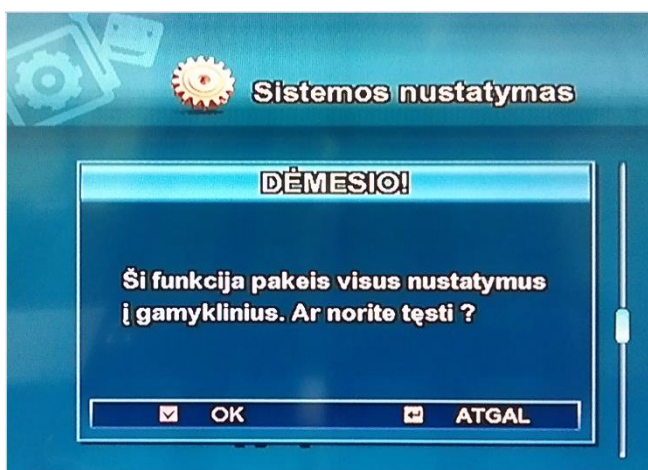 Sistemos nustatymas
DĖMESIO!
Ši funkcija pakeis visus nustatymus
į gamyklinius. Ar norite tęsti ?
OK ATGAL